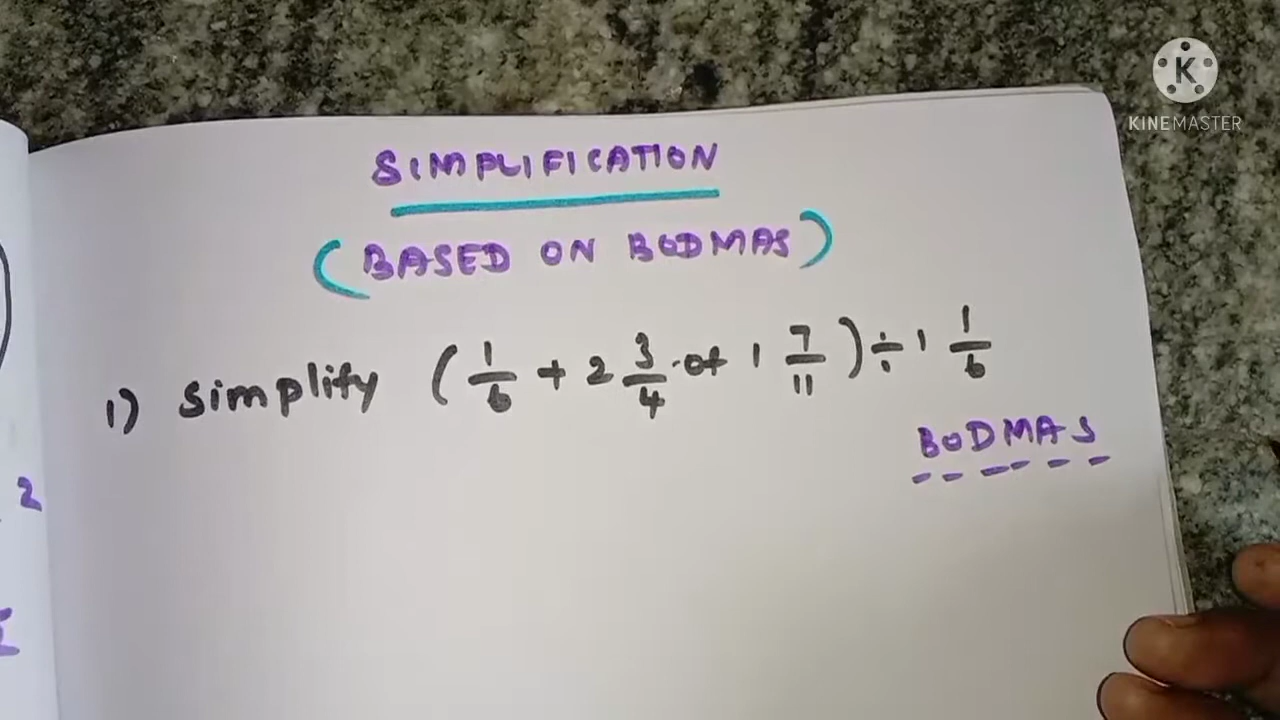 K
KINEMASTER
SIMPLIFICATION
(BASED ON BODMAS)
1) Simplify (1/6 + 2 3/4 of 1 7/11) ÷ 1 1/6
BODMAS
2